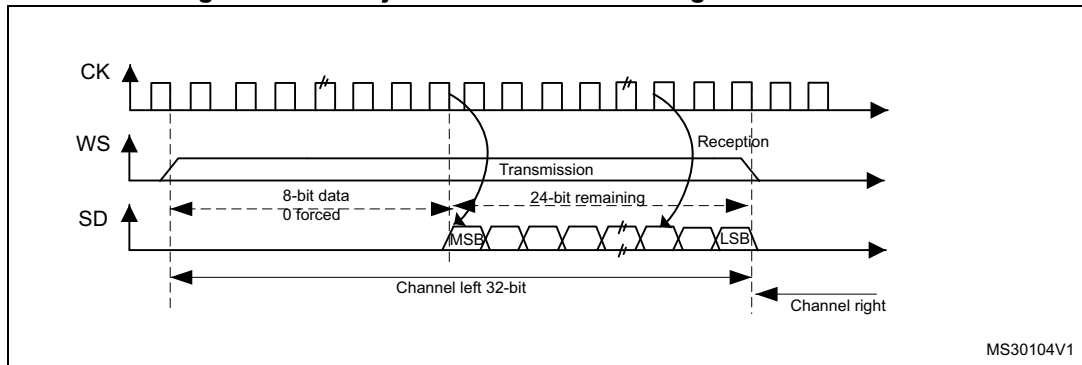 CK
WS
Reception
Transmission
8-bit data
0 forced
24-bit remaining
SD
MSB
LSB
Channel left 32-bit
Channel right
MS30104V1